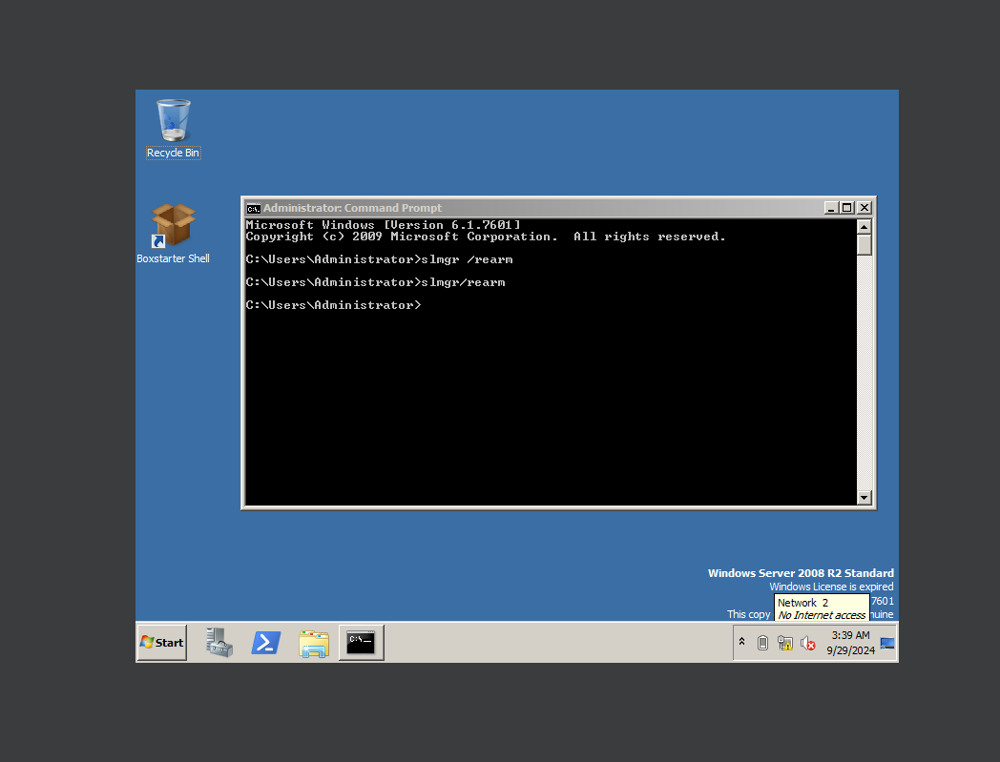 Recycle Bin
Boxstarter Shell
C:\. Administrator: Command Prompt
Microsoft Windows [Version 6.1.7601]
Copyright (c) 2009 Microsoft Corporation.  All rights reserved.
C:\Users\Administrator>slmgr /rearm
C:\Users\Administrator>slmgr/rearm
C:\Users\Administrator>
Windows Server 2008 R2 Standard
Windows License is expired
7601
This copy
nuine
Network 2
No Internet access
Start
C:\.
3:39 AM
9/29/2024